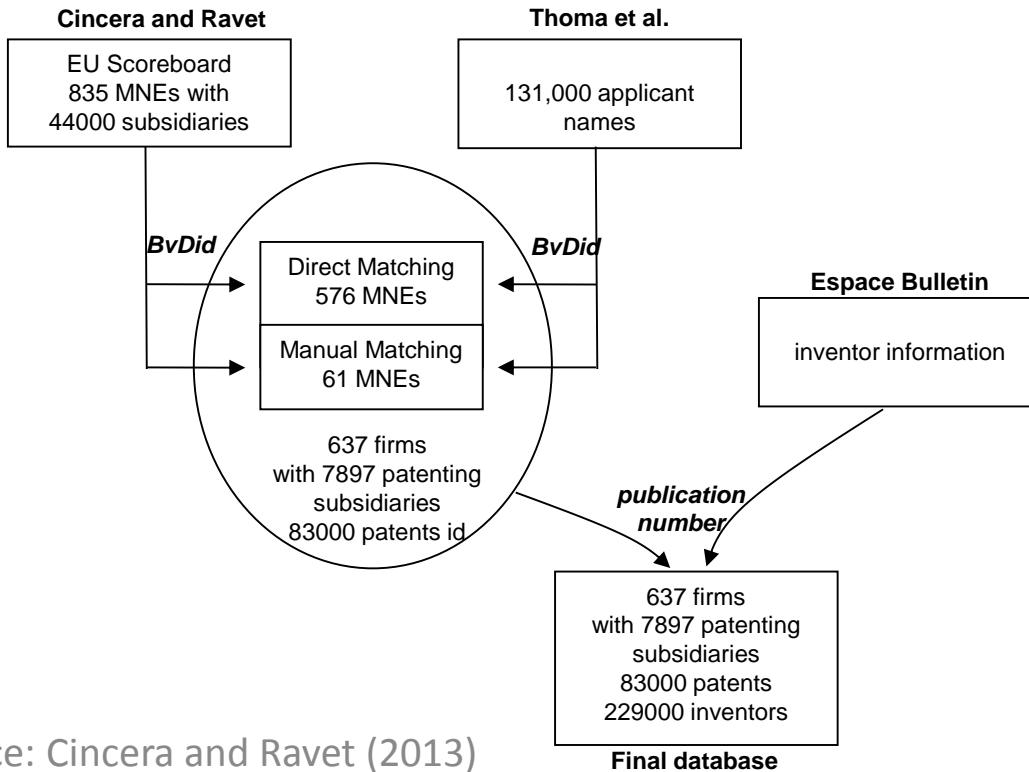 Cincera and Ravet
EU Scoreboard
835 MNEs with
44000 subsidiaries
Thoma et al.
131,000 applicant
names
BvDid
BvDid
Direct Matching
576 MNEs
Manual Matching
61 MNEs
637 firms
with 7897 patenting
subsidiaries
83000 patents id
Espace Bulletin
inventor information
publication
number
637 firms
with 7897 patenting
subsidiaries
83000 patents
229000 inventors
Final database
ce: Cincera and Ravet (2013)